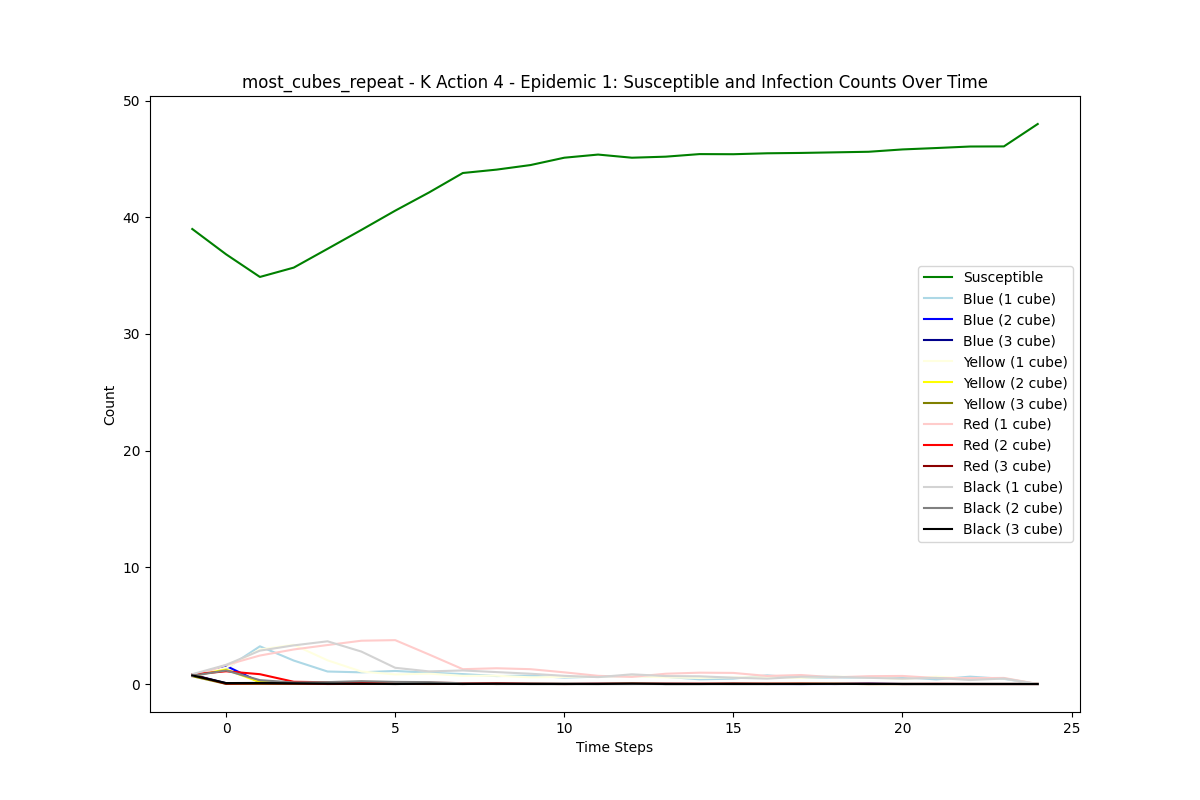 most_cubes_repeat - K Action 4 - Epidemic 1: Susceptible and Infection Counts Over Time
50
40
30
20
10
0
Count
Susceptible
Blue (1 cube)
Blue (2 cube)
Blue (3 cube)
Yellow (1 cube)
Yellow (2 cube)
Yellow (3 cube)
Red (1 cube)
Red (2 cube)
Red (3 cube)
Black (1 cube)
Black (2 cube)
Black (3 cube)
0 5 10 15 20 25
Time Steps